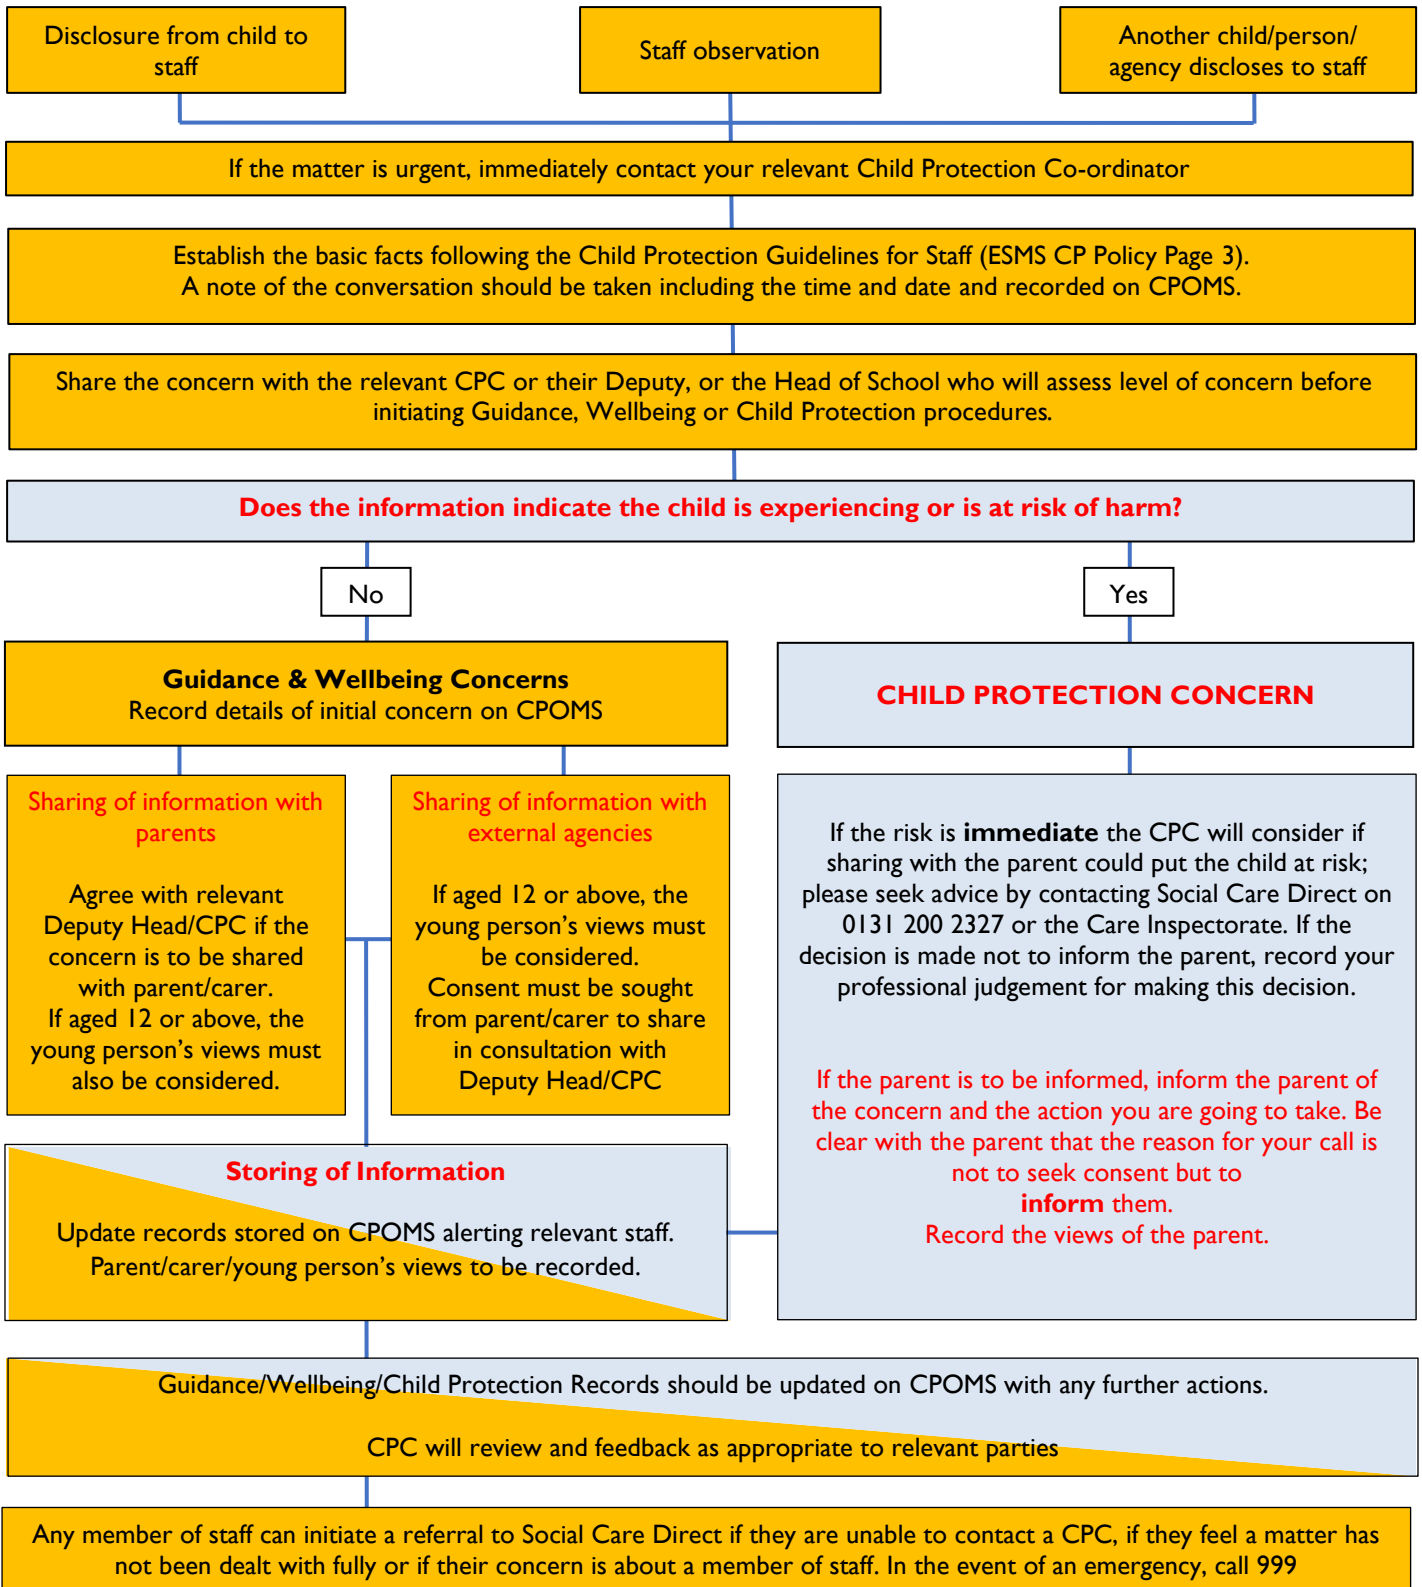 Disclosure from child to
staff
Staff observation
Another child/person/
agency discloses to staff
If the matter is urgent, immediately contact your relevant Child Protection Co-ordinator
Establish the basic facts following the Child Protection Guidelines for Staff (ESMS CP Policy Page 3).
A note of the conversation should be taken including the time and date and recorded on CPOMS.
Share the concern with the relevant CPC or their Deputy, or the Head of School who will assess level of concern before
initiating Guidance, Wellbeing or Child Protection procedures.
Does the information indicate the child is experiencing or is at risk of harm?
No
Yes
Guidance & Wellbeing Concerns
Record details of initial concern on CPOMS
CHILD PROTECTION CONCERN
Sharing of information with
parents
Agree with relevant
Deputy Head/CPC if the
concern is to be shared
with parent/carer.
If aged 12 or above, the
young person's views must
also be considered.
Sharing of information with
external agencies
If aged 12 or above, the
young person's views must
be considered.
Consent must be sought
from parent/carer to share
in consultation with
Deputy Head/CPC
If the risk is immediate the CPC will consider if
sharing with the parent could put the child at risk;
please seek advice by contacting Social Care Direct on
0131 200 2327 or the Care Inspectorate. If the
decision is made not to inform the parent, record your
professional judgement for making this decision.
If the parent is to be informed, inform the parent of
the concern and the action you are going to take. Be
clear with the parent that the reason for your call is
not to seek consent but to
inform them.
Record the views of the parent.
Storing of Information
Update records stored on CPOMS alerting relevant staff.
Parent/carer/young person's views to be recorded.
Guidance/Wellbeing/Child Protection Records should be updated on CPOMS with any further actions.
CPC will review and feedback as appropriate to relevant parties
Any member of staff can initiate a referral to Social Care Direct if they are unable to contact a CPC, if they feel a matter has
not been dealt with fully or if their concern is about a member of staff. In the event of an emergency, call 999